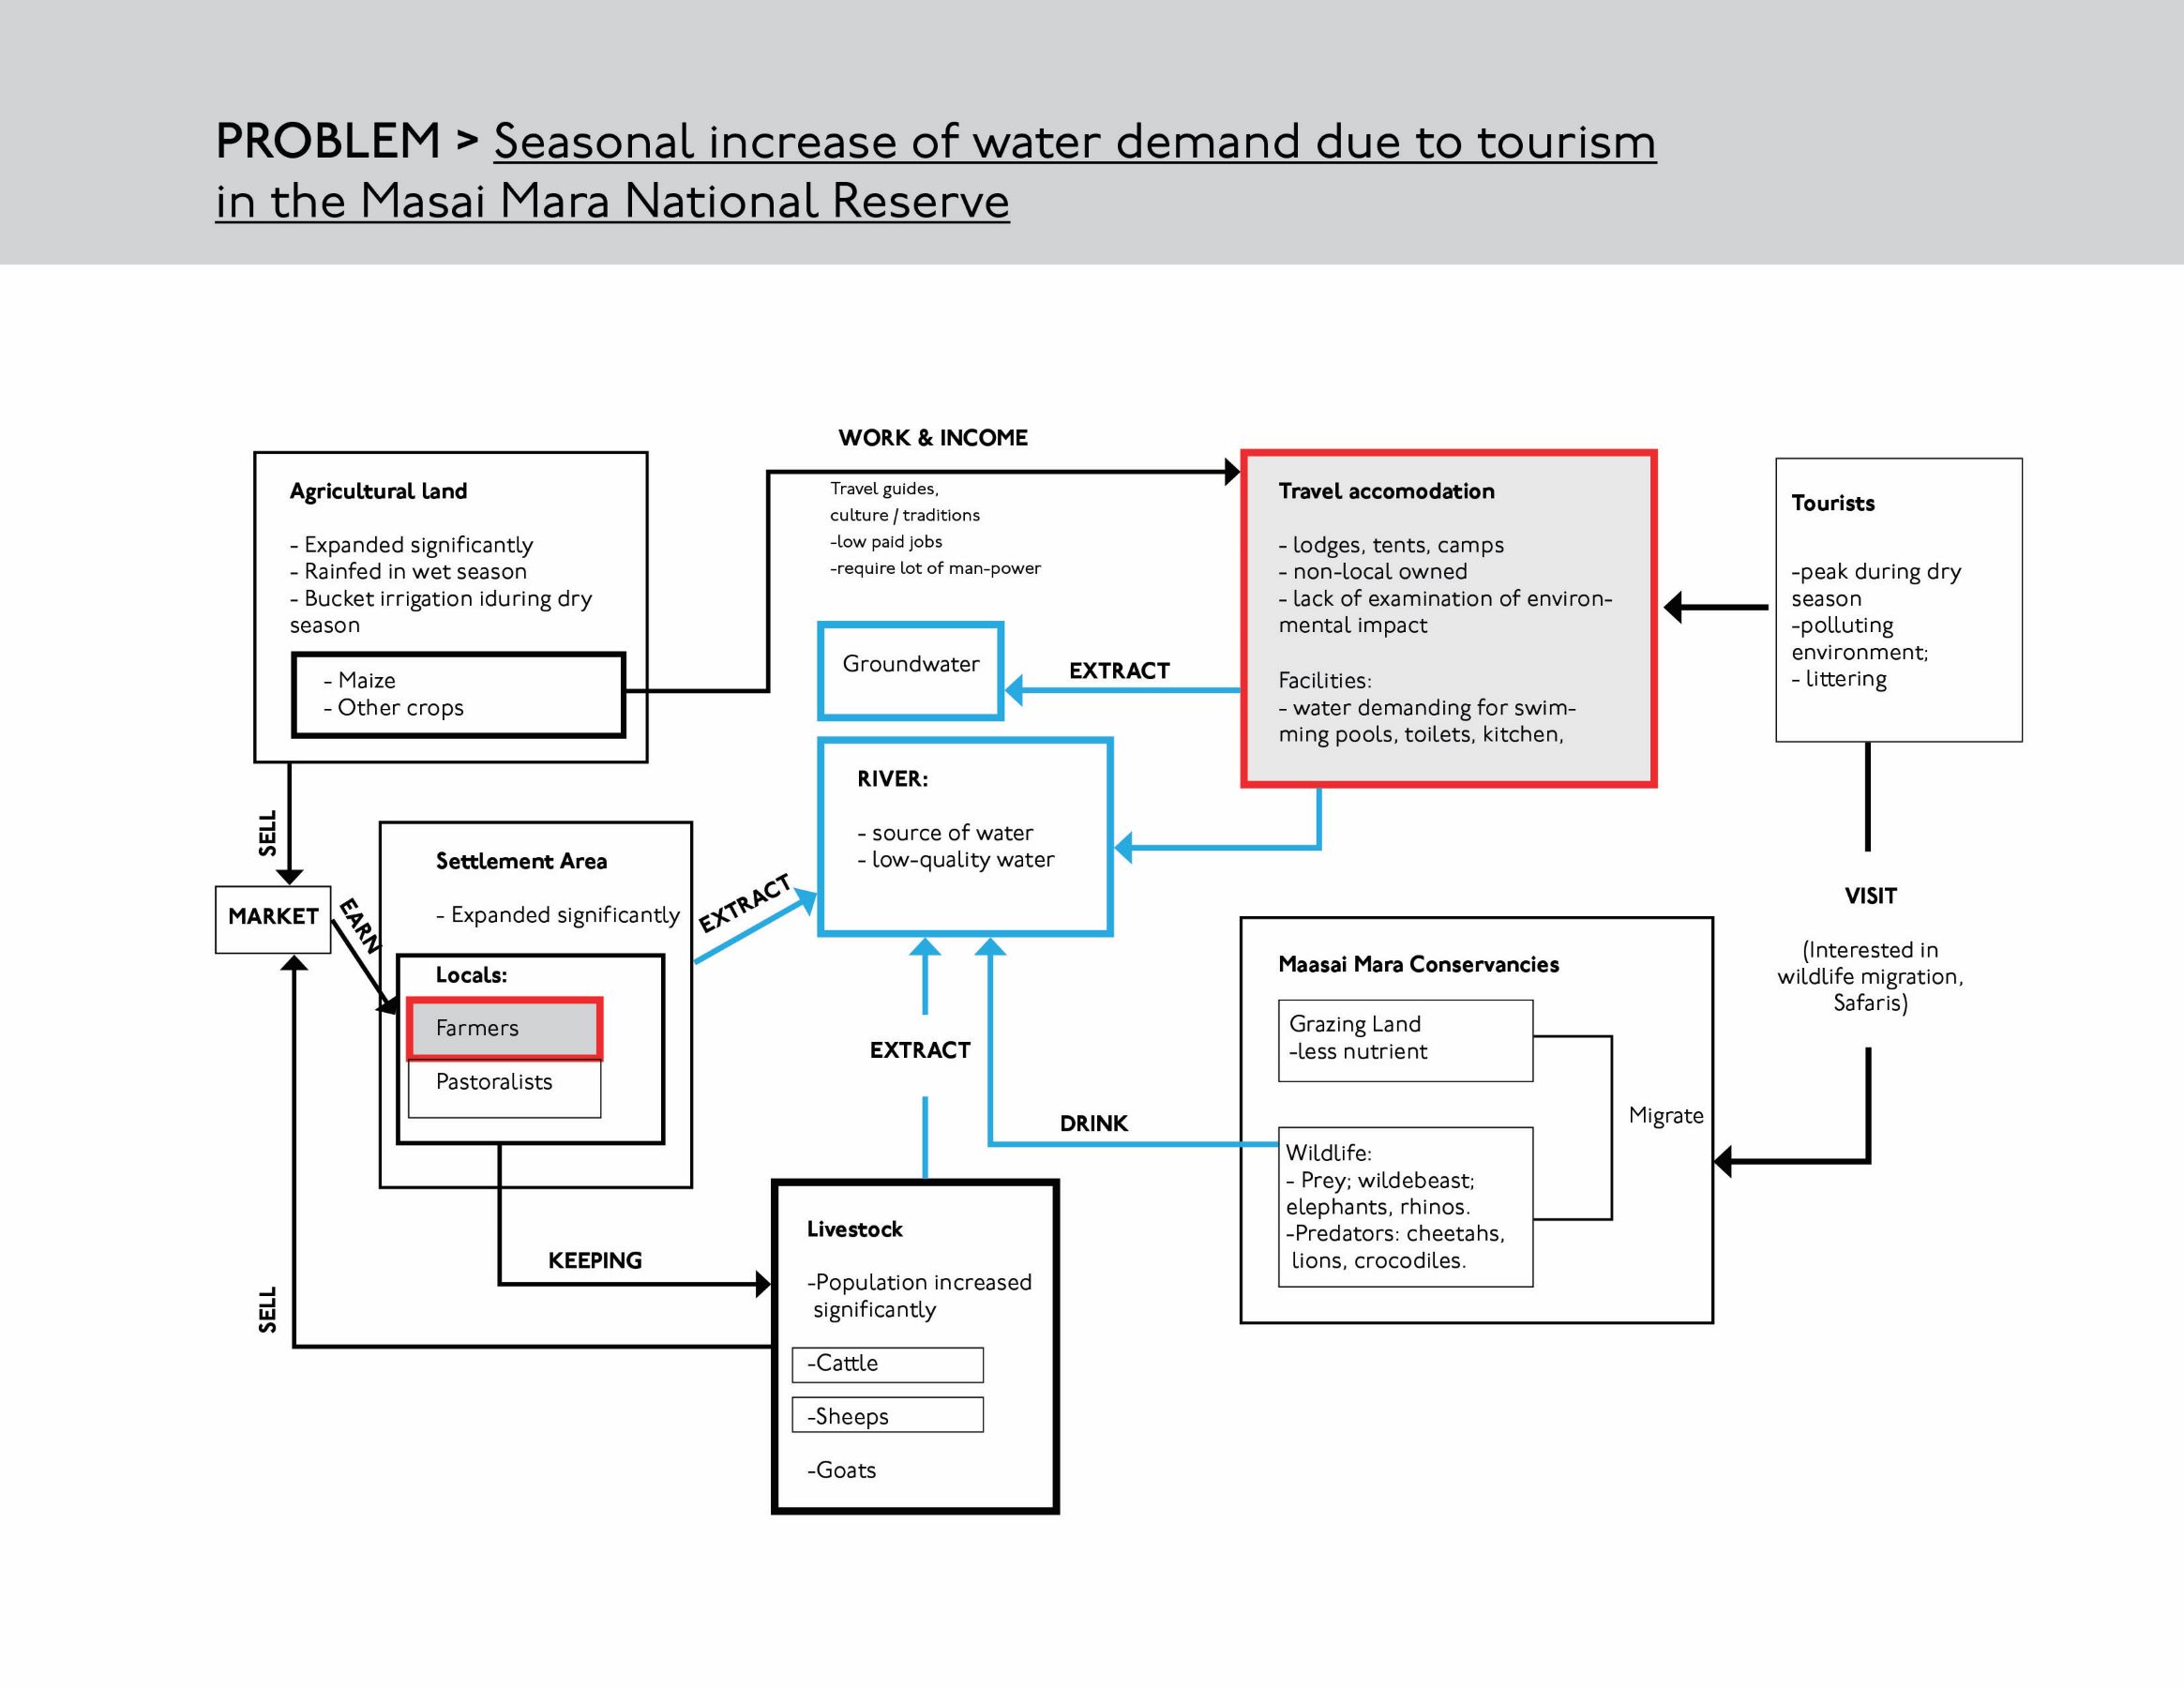 PROBLEM > Seasonal increase of water demand due to tourism
in the Masai Mara National Reserve
WORK & INCOME
Travel guides,
culture / traditions
-low paid jobs
-require lot of man-power
Agricultural land
- Expanded significantly
- Rainfed in wet season
- Bucket irrigation iduring dry
season
- Maize
- Other crops
Travel accomodation
- lodges, tents, camps
- non-local owned
- lack of examination of environ-
mental impact
Facilities:
- water demanding for swim-
ming pools, toilets, kitchen,
Tourists
-peak during dry
season
-polluting
environment;
- littering
Groundwater
EXTRACT
RIVER:
- source of water
- low-quality water
SELL
MARKET
EARN
Settlement Area
- Expanded significantly
Locals:
Farmers
Pastoralists
EXTRACT
EXTRACT
DRINK
VISIT
(Interested in
wildlife migration,
Safaris)
Maasai Mara Conservancies
Grazing Land
-less nutrient
Migrate
Wildlife:
- Prey; wildebeast;
elephants, rhinos.
-Predators: cheetahs,
lions, crocodiles.
KEEPING
SELL
Livestock
-Population increased
significantly
-Cattle
-Sheeps
-Goats